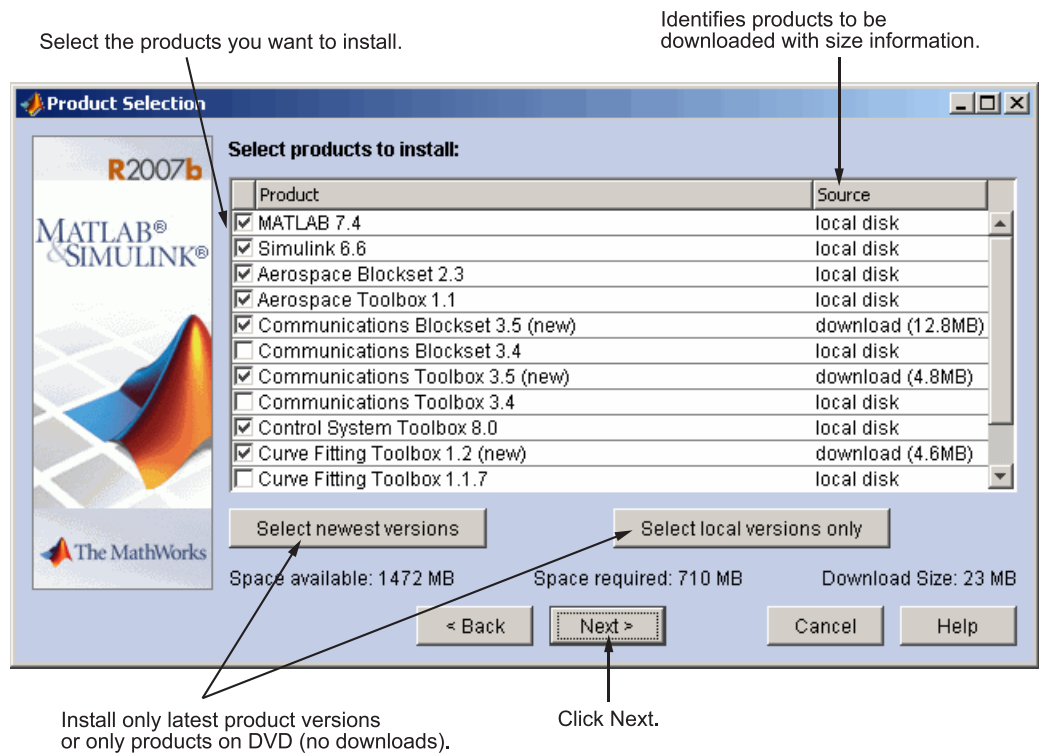 Select the products you want to install.
Identifies products to be
downloaded with size information.
Product Selection
R2007b
MATLAB®
&SIMULINK®
The MathWorks
Select products to install:
Product Source
MATLAB 7.4 local disk
Simulink 6.6 local disk
Aerospace Blockset 2.3 local disk
Aerospace Toolbox 1.1 local disk
Communications Blockset 3.5 (new) download (12.8MB)
Communications Blockset 3.4 local disk
Communications Toolbox 3.5 (new) download (4.8MB)
Communications Toolbox 3.4 local disk
Control System Toolbox 8.0 local disk
Curve Fitting Toolbox 1.2 (new) download (4.6MB)
Curve Fitting Toolbox 1.1.7 local disk
Select newest versions Select local versions only
Space available: 1472 MB Space required: 710 MB Download Size: 23 MB
< Back Next > Cancel Help
Install only latest product versions
or only products on DVD (no downloads).
Click Next.